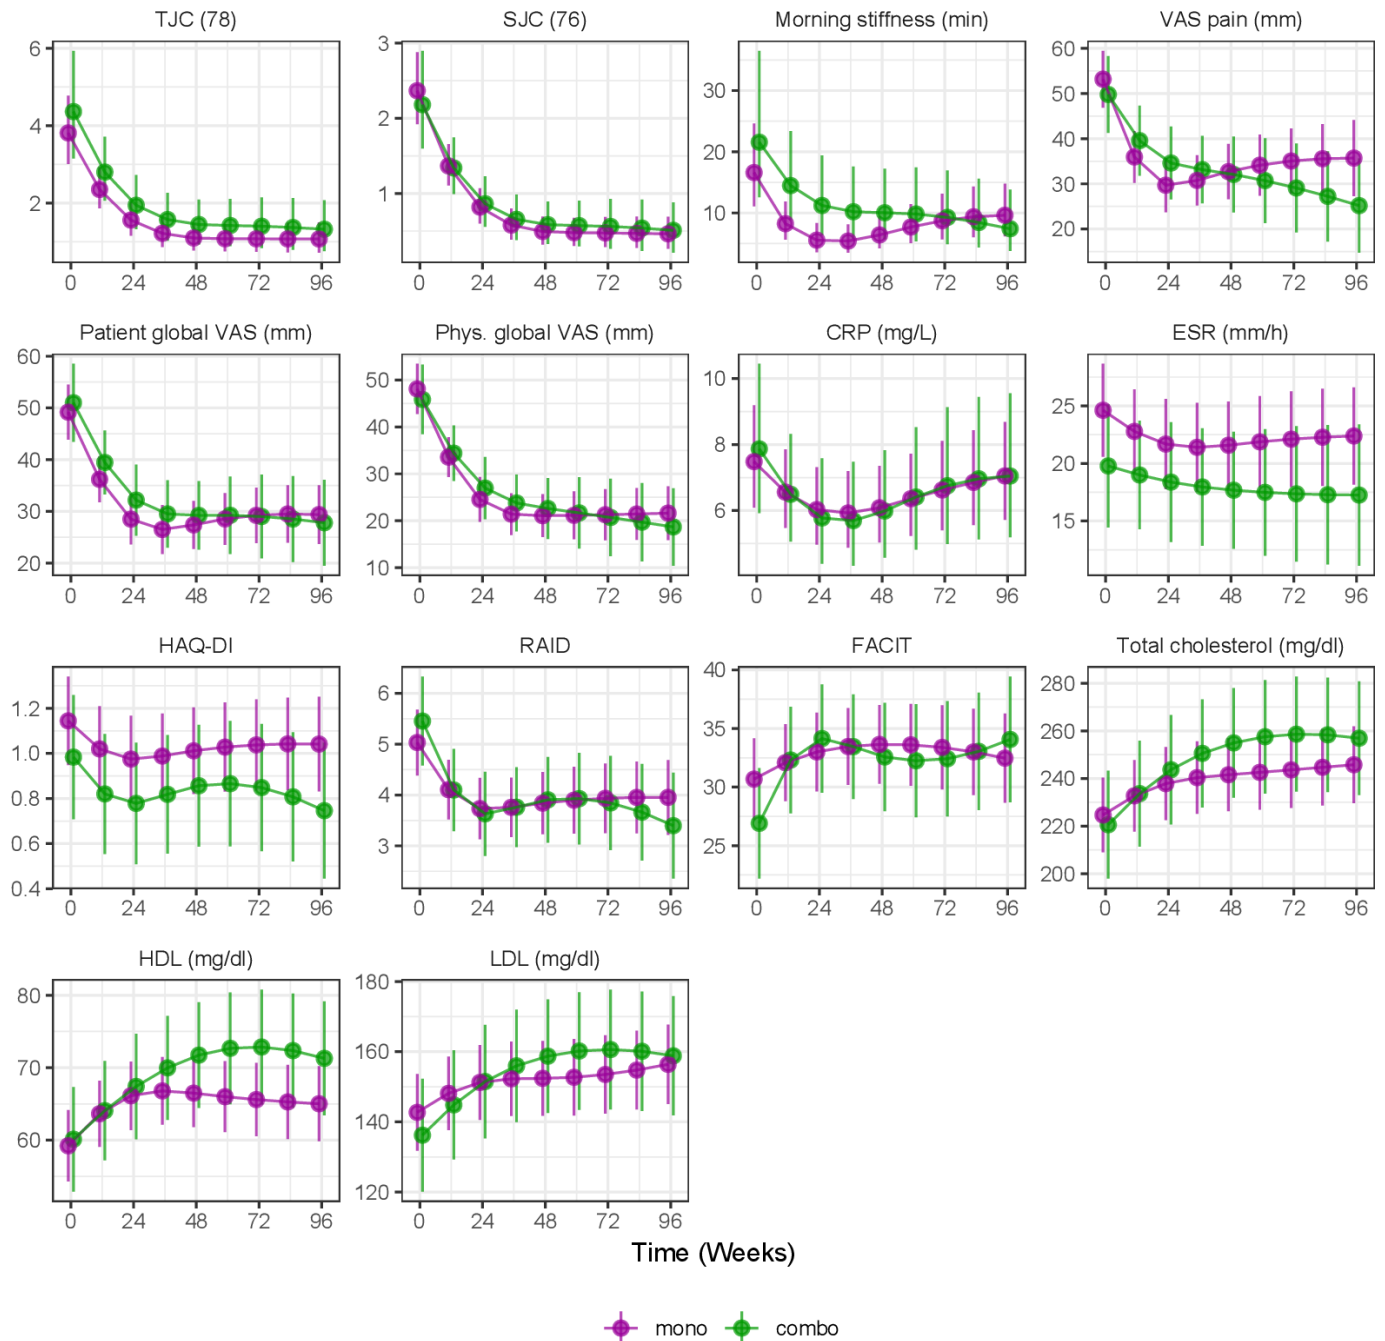 TJC (78) SJC (76) Morning stiffness (min) VAS pain (mm)
6 3 30 60
4 2 20 50
2 1 10 40
30
20
0 24 48 72 96 0 24 48 72 96 0 24 48 72 96 0 24 48 72 96
Patient global VAS (mm) Phys. global VAS (mm) CRP (mg/L) ESR (mm/h)
60 50 10 25
50 40 8 20
40 30 6 15
30 20
20 10
0 24 48 72 96 0 24 48 72 96 0 24 48 72 96 0 24 48 72 96
HAQ-DI RAID FACIT Total cholesterol (mg/dl)
1.2 6 40 280
1.0 5 35 260
0.8 4 30 240
0.6 3 25 220
0.4 200
0 24 48 72 96 0 24 48 72 96 0 24 48 72 96 0 24 48 72 96
HDL (mg/dl) LDL (mg/dl)
80 180
70 160
60 140
120
0 24 48 72 96 0 24 48 72 96
Time (Weeks)
mono combo